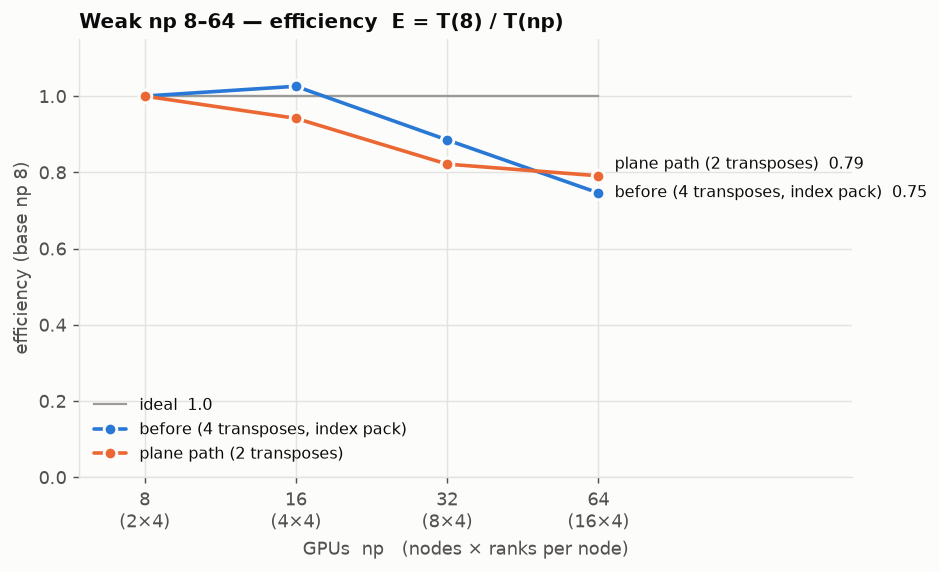 Weak np 8–64 — efficiency  E = T(8) / T(np)
efficiency (base np 8)
1.0
0.8
0.6
0.4
0.2
0.0
plane path (2 transposes)  0.79
before (4 transposes, index pack)  0.75
ideal  1.0
before (4 transposes, index pack)
plane path (2 transposes)
8 16 32 64
(2×4) (4×4) (8×4) (16×4)
GPUs  np   (nodes × ranks per node)